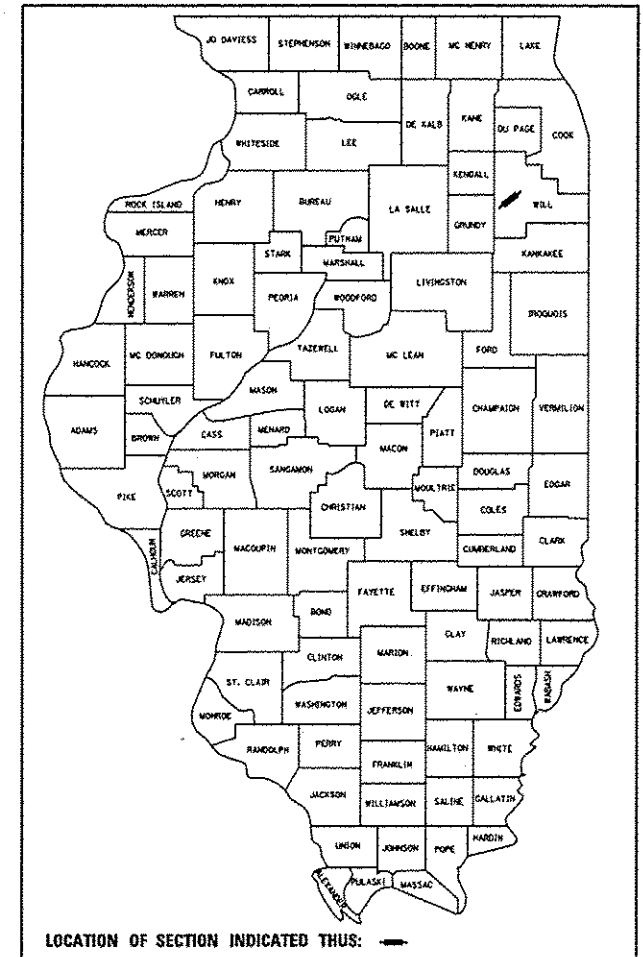 JO DAVIESS STEPHENSON WINNEBAGO BOONE MC HENRY LAKE
CARROLL OGLE DE KALB KANE DU PAGE COOK
WHITESIDE LEE
KENDALL
ROCK ISLAND HENRY BUREAU LA SALLE GRUNDY WILL
MERCER PUTNAM KANKAKEE
STARK MARSHALL
HENDERSON WARREN KNOX PEORIA WOODFORD LIVINGSTON IROQUOIS
HANCOCK MC DONOUGH FULTON TAZEWELL MC LEAN FORD
MASON
SCHUYLER LOGAN DE WITT CHAMPAIGN VERMILION
ADAMS BROWN CASS MENARD PIATT
MACON
SANGAMON
PIKE SCOTT MORGAN MOULTRIE DOUGLAS EDGAR
CHRISTIAN COLES
CALHOUN GREENE MACOUPIN MONTGOMERY SHELBY CUMBERLAND CLARK
JERSEY
FAYETTE EFFINGHAM JASPER CRAWFORD
MADISON BOND
CLAY RICHLAND LAWRENCE
CLINTON MARION
ST. CLAIR WAYNE EDWARDS WABASH
WASHINGTON JEFFERSON
MONROE
RANDOLPH PERRY HAMILTON WHITE
FRANKLIN
JACKSON WILLIAMSON SALINE GALLATIN
UNION JOHNSON POPE HARDIN
ALEXANDER PULASKI MASSAC
LOCATION OF SECTION INDICATED THUS: